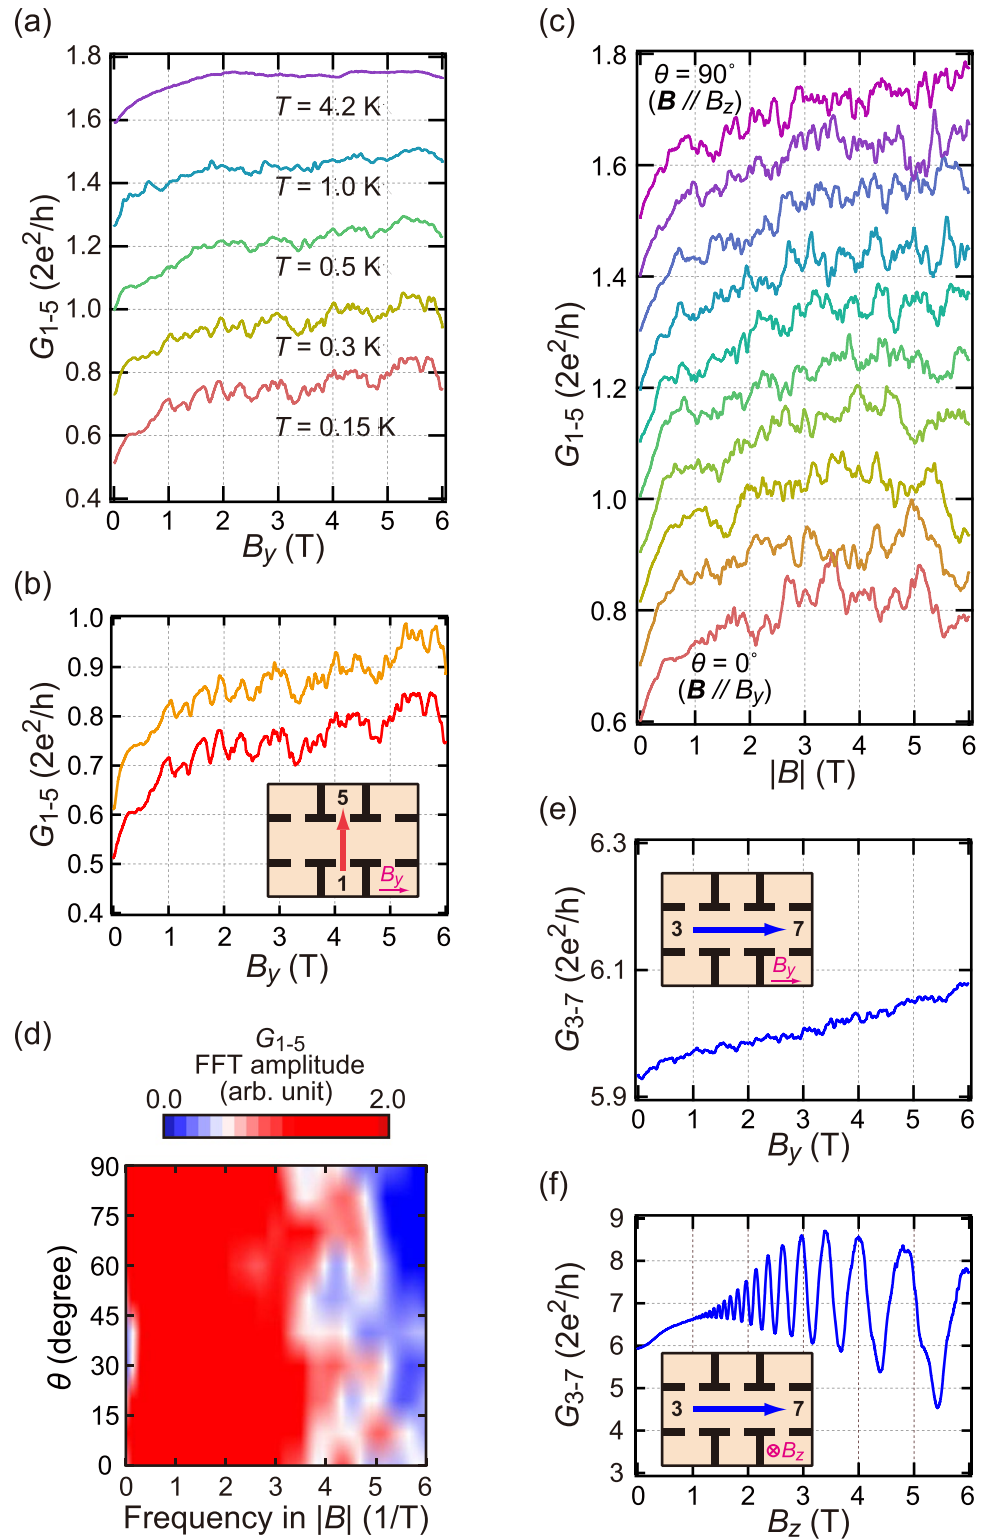 (a)
G1-5 (2e²/h)
1.8
1.6
1.4
1.2
1.0
0.8
0.6
0.4
T = 4.2 K
T = 1.0 K
T = 0.5 K
T = 0.3 K
T = 0.15 K
0 1 2 3 4 5 6
By (T)
(b)
G1-5 (2e²/h)
1.0
0.9
0.8
0.7
0.6
0.5
0.4
5
1
By
0 1 2 3 4 5 6
By (T)
(c)
G1-5 (2e²/h)
1.8
1.6
1.4
1.2
1.0
0.8
0.6
θ = 90°
(B // Bz)
θ = 0°
(B // By)
0 1 2 3 4 5 6
|B| (T)
(d)
G1-5
FFT amplitude
(arb. unit)
0.0 2.0
θ (degree)
90
75
60
45
30
15
0
0 1 2 3 4 5 6
Frequency in |B| (1/T)
(e)
G3-7 (2e²/h)
6.3
6.1
5.9
3 7
By
0 1 2 3 4 5 6
By (T)
(f)
G3-7 (2e²/h)
9
8
7
6
5
4
3
3 7
⊗Bz
0 1 2 3 4 5 6
Bz (T)